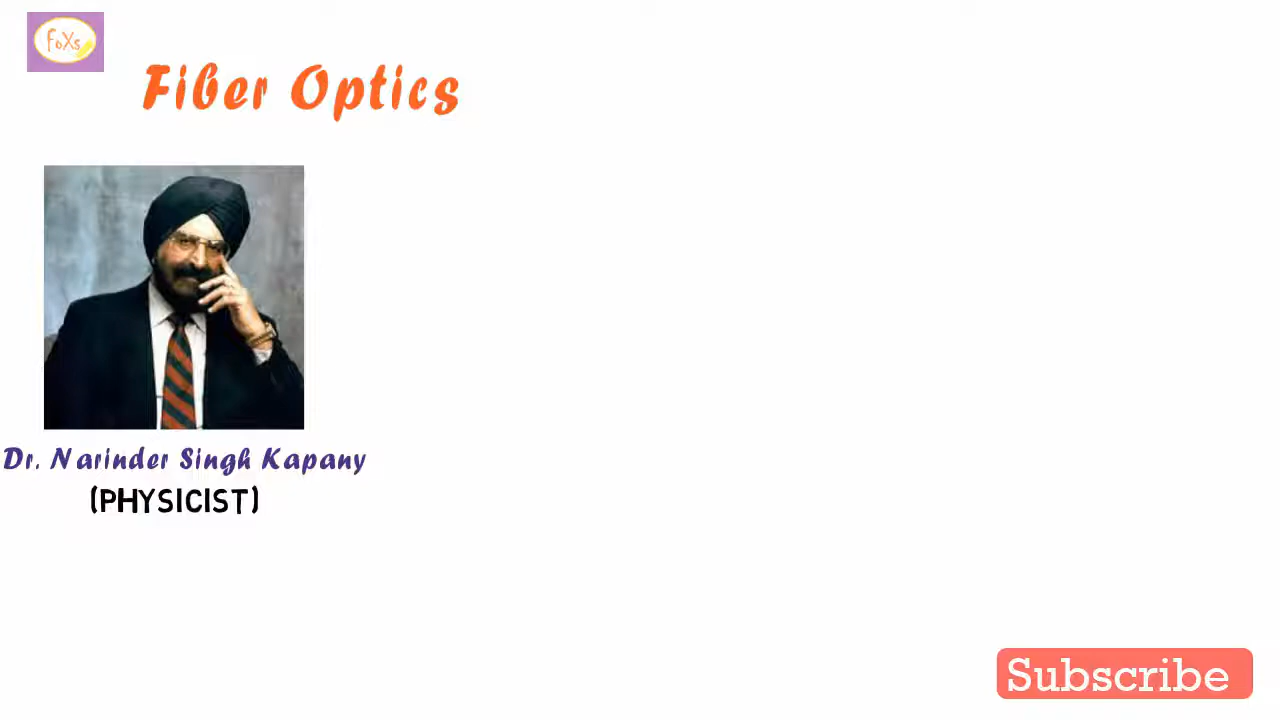 FoXs
Fiber Optics
Dr. Narinder Singh Kapany
(PHYSICIST)
Subscribe